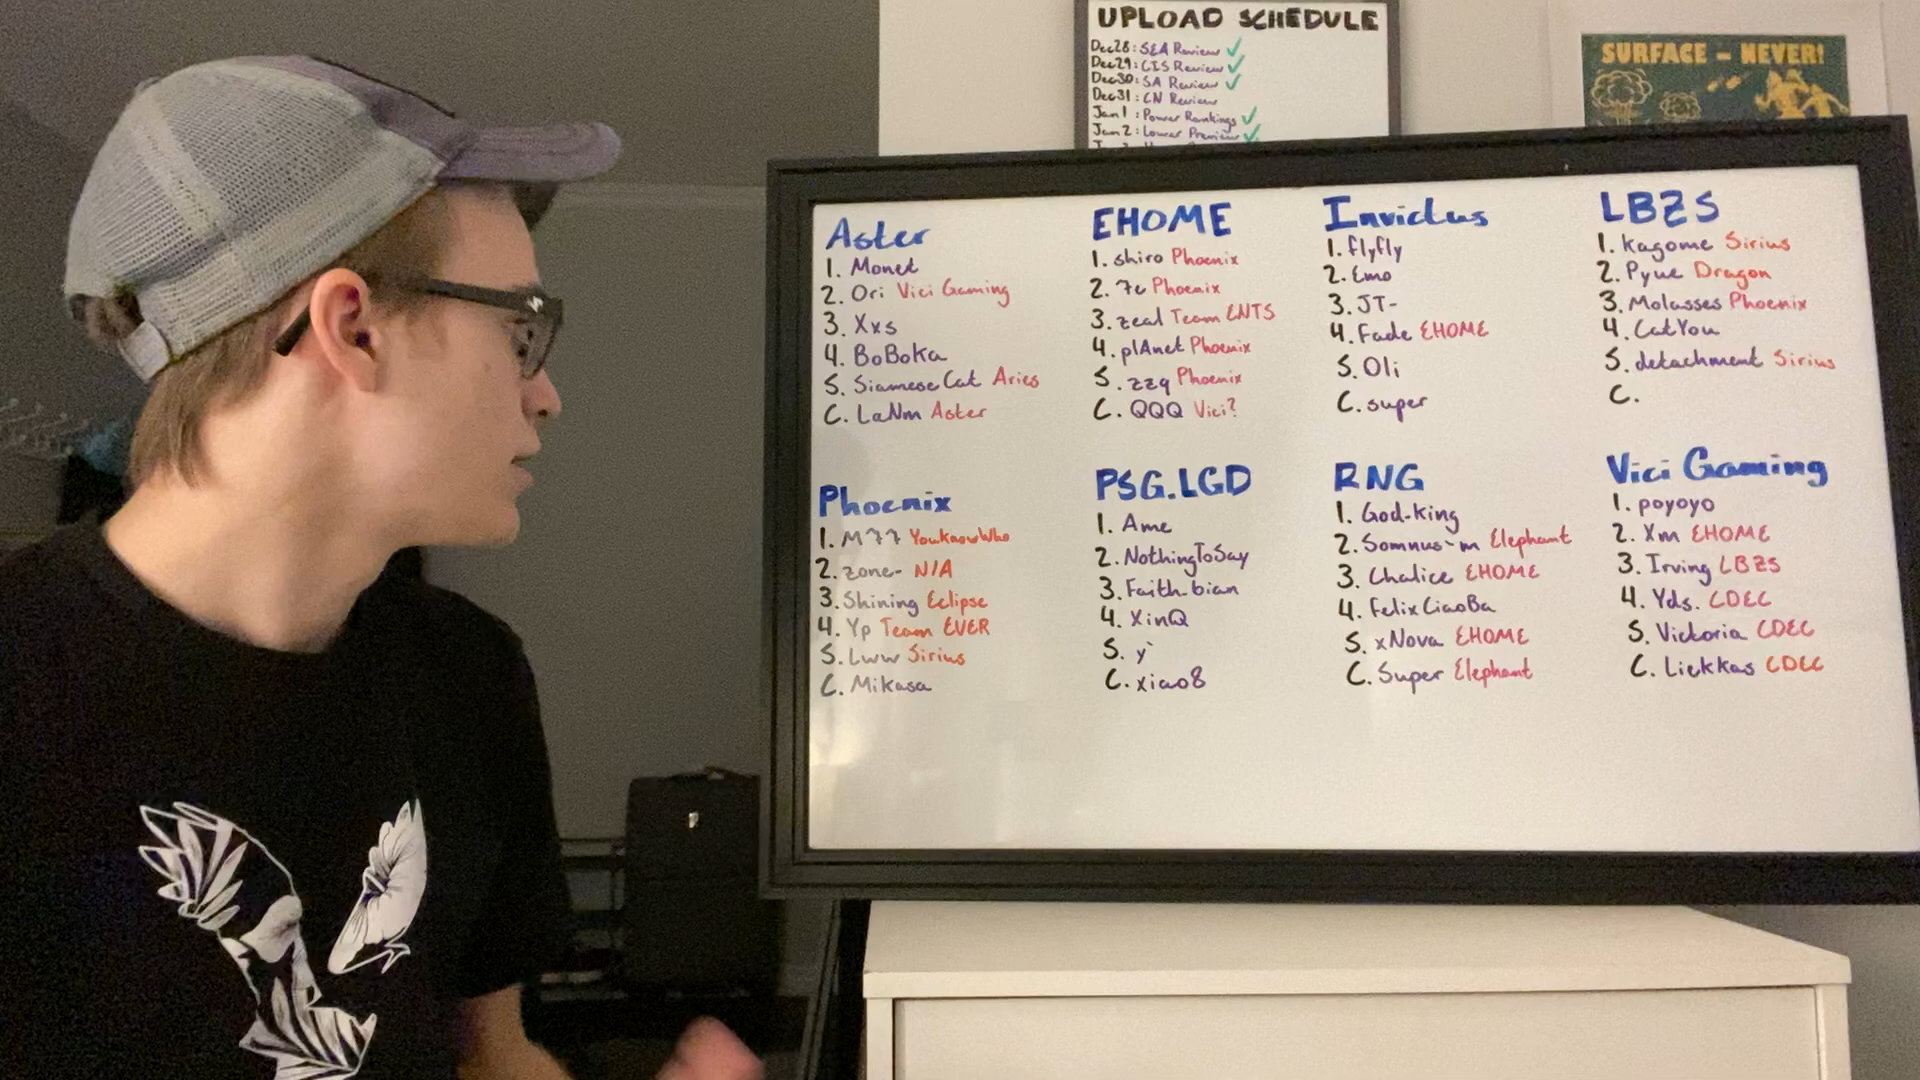 UPLOAD SCHEDULE
Dec28: SEA Review ✓
Dec29: CIS Review ✓
Dec30: SA Review ✓
Dec31: CN Review
Jan1: Power Rankings ✓
Jan2: Lower Preview ✓
SURFACE - NEVER!
Aster
1. Monet
2. Ori Vici Gaming
3. Xxs
4. BoBoKa
5. SiameseCat Aries
C. LaNm Aster
EHOME
1. shiro Phoenix
2. 7e Phoenix
3. zeal Team ENTS
4. plAnet Phoenix
5. zzq Phoenix
C. QQQ Vici?
Invictus
1. flyfly
2. Emo
3. JT-
4. Fade EHOME
5. Oli
C. super
LBZS
1. kagome Sirius
2. Pyue Dragon
3. Molasses Phoenix
4. CatYou
5. detachment Sirius
C.
Phoenix
1. M77 YouknowWho
2. zone- N/A
3. Shining Eclipse
4. Yp Team EVER
5. Lww Sirius
C. Mikasa
PSG.LGD
1. Ame
2. NothingToSay
3. Faith_bian
4. XinQ
5. y`
C. xiao8
RNG
1. God-king
2. Somnus`m Elephant
3. Chalice EHOME
4. FelixCiaoBa
5. xNova EHOME
C. Super Elephant
Vici Gaming
1. poyoyo
2. Xm EHOME
3. Irving LBZS
4. Yds. CDEC
5. Victoria CDEC
C. Liekkas CDEC